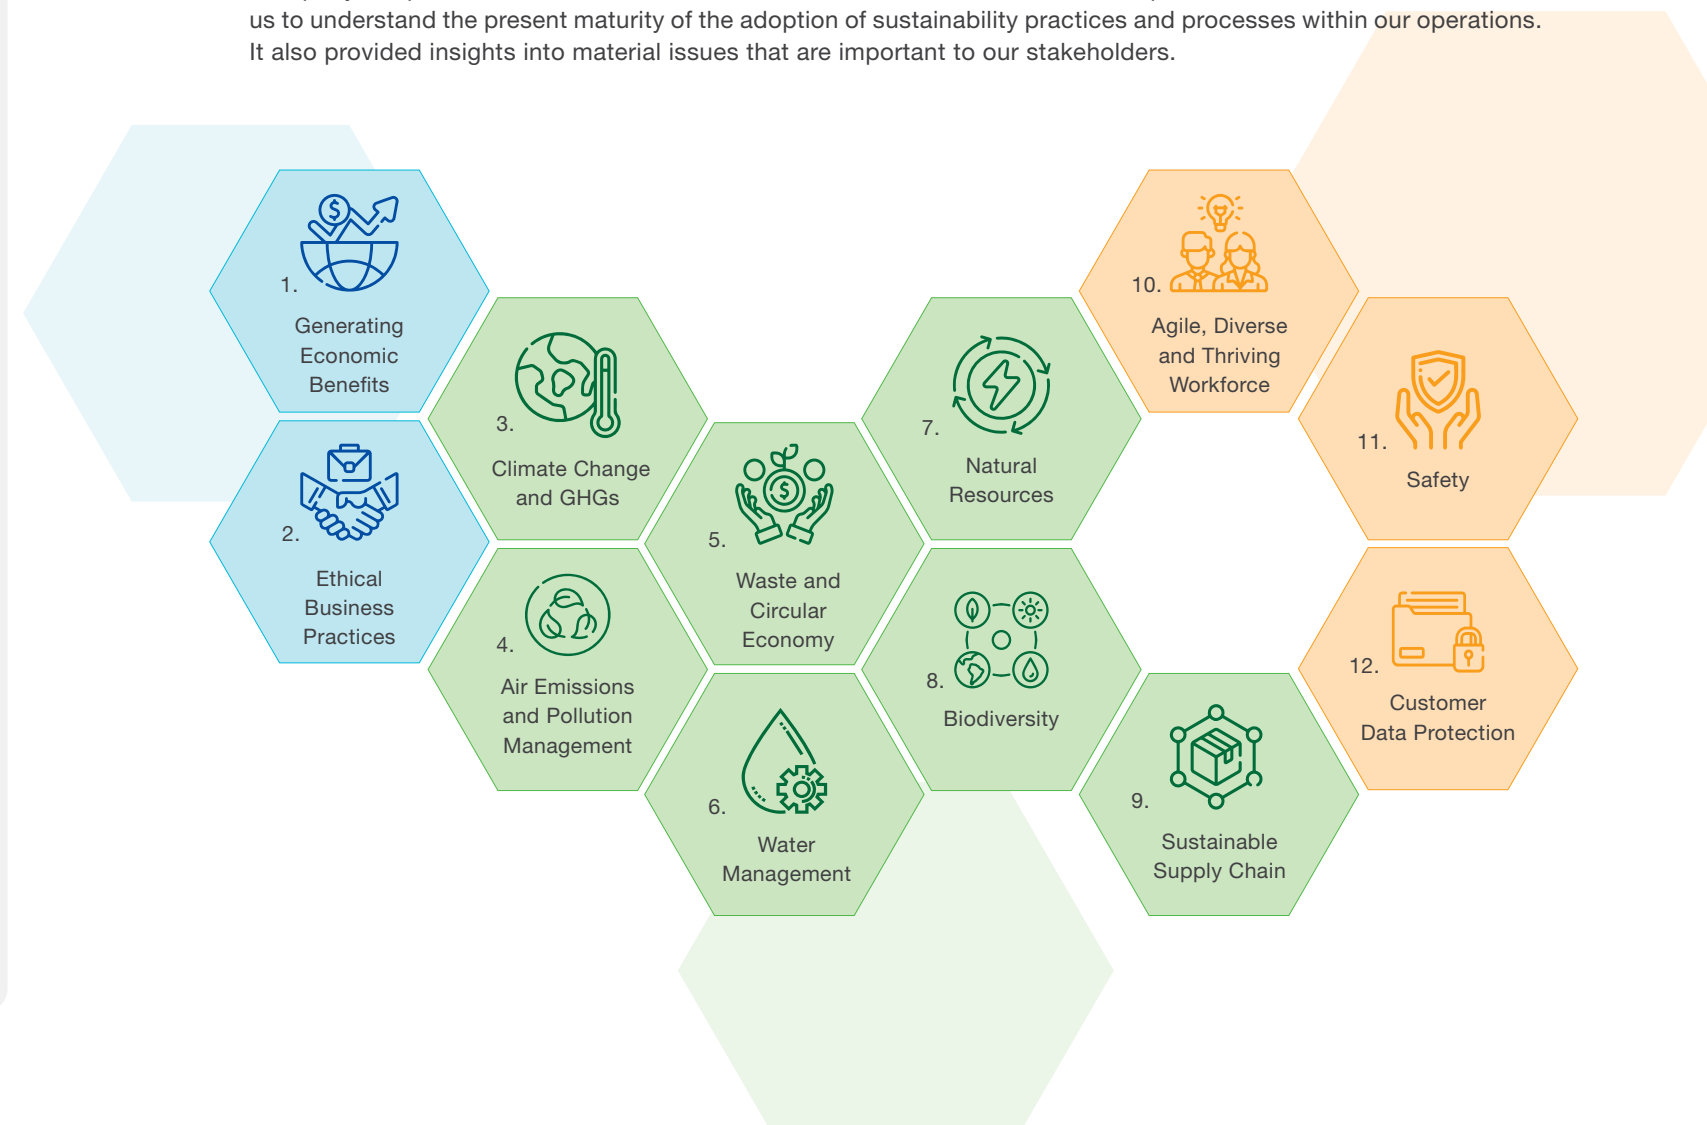 us to understand the present maturity of the adoption of sustainability practices and processes within our operations.
It also provided insights into material issues that are important to our stakeholders.
1.
Generating
Economic
Benefits
2.
Ethical
Business
Practices
3.
Climate Change
and GHGs
4.
Air Emissions
and Pollution
Management
5.
Waste and
Circular
Economy
6.
Water
Management
7.
Natural
Resources
8.
Biodiversity
9.
Sustainable
Supply Chain
10.
Agile, Diverse
and Thriving
Workforce
11.
Safety
12.
Customer
Data Protection